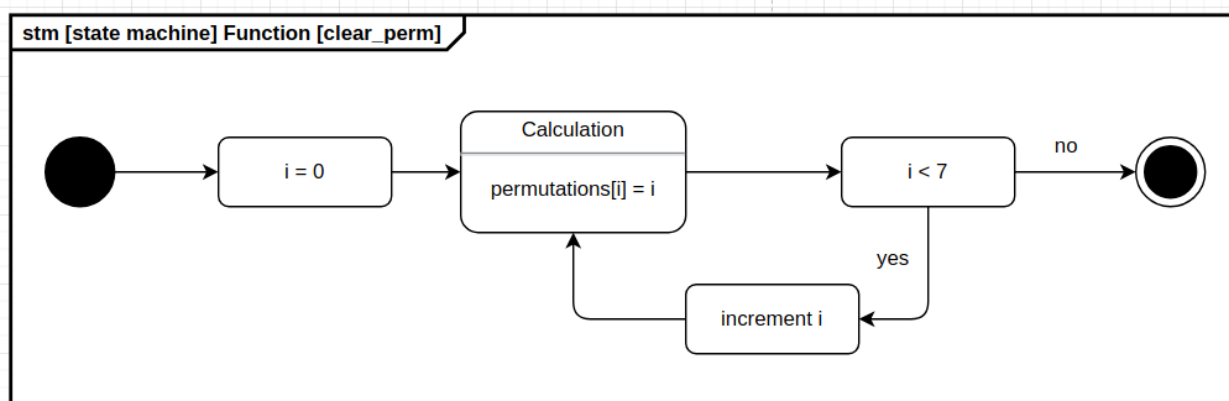 stm [state machine] Function [clear_perm]
i = 0
Calculation
permutations[i] = i
i < 7
no
yes
increment i